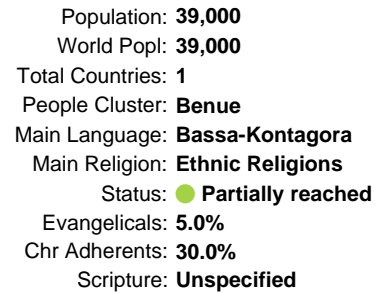 Population: 39,000
World Popl: 39,000
Total Countries: 1
People Cluster: Benue
Main Language: Bassa-Kontagora
Main Religion: Ethnic Religions
Status: Partially reached
Evangelicals: 5.0%
Chr Adherents: 30.0%
Scripture: Unspecified